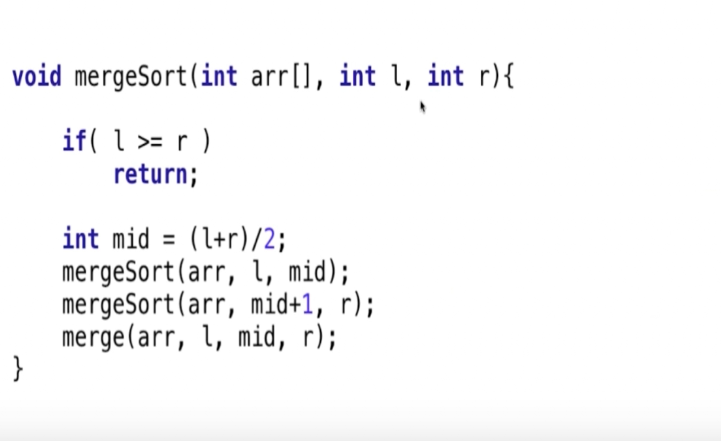 void mergeSort(int arr[], int l, int r){
if( l >= r )
return;
int mid = (l+r)/2;
mergeSort(arr, l, mid);
mergeSort(arr, mid+1, r);
merge(arr, l, mid, r);
}